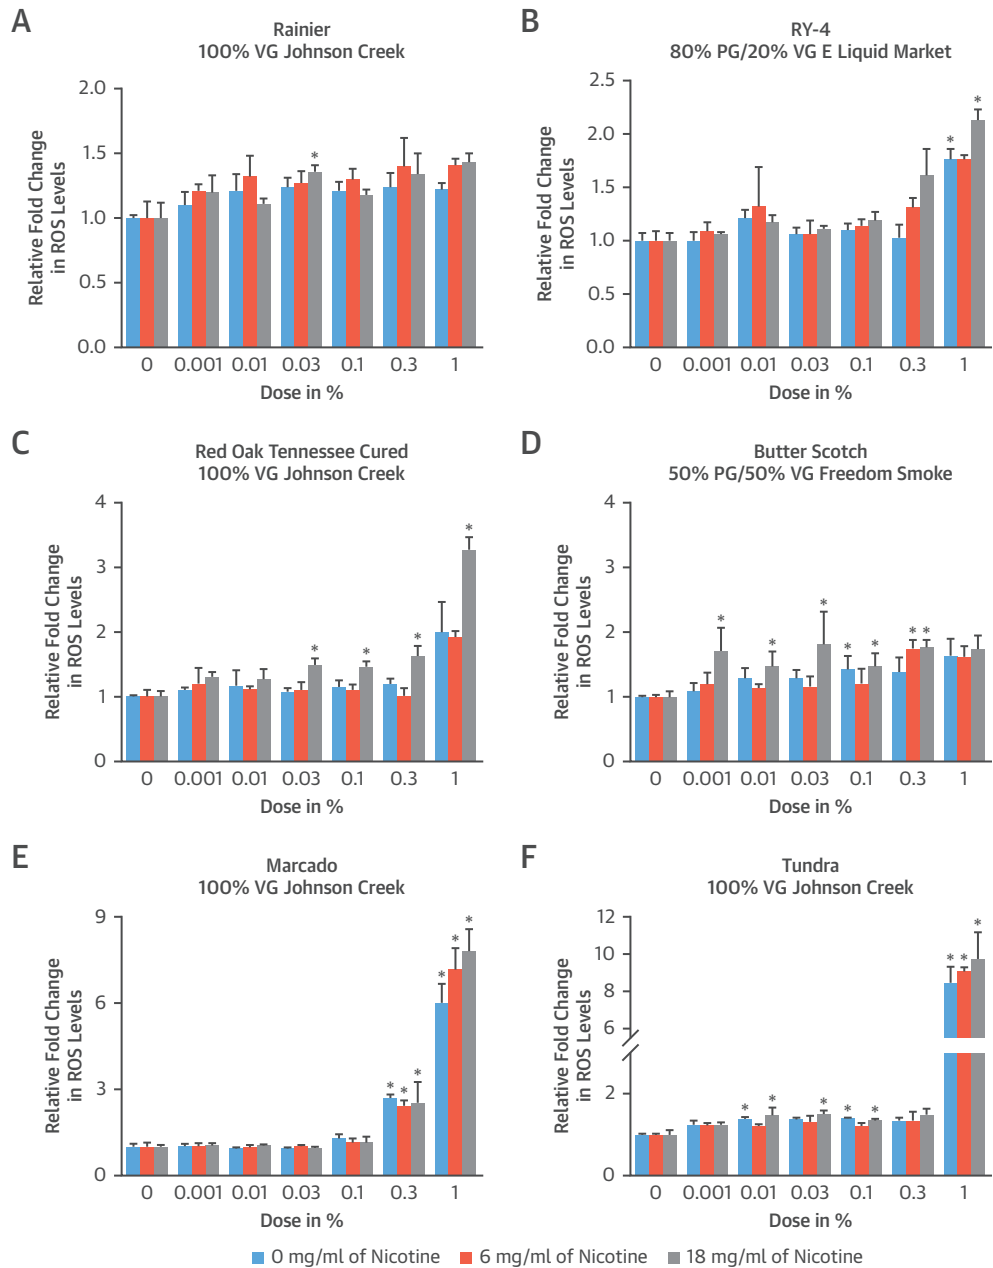 A
Rainier
100% VG Johnson Creek
Relative Fold Change
in ROS Levels
2.0
1.5
*
1.0
0.5
0.0
0 0.001 0.01 0.03 0.1 0.3 1
Dose in %
B
RY-4
80% PG/20% VG E Liquid Market
Relative Fold Change
in ROS Levels
2.5
* *
2.0
1.5
1.0
0.5
0.0
0 0.001 0.01 0.03 0.1 0.3 1
Dose in %
C
Red Oak Tennessee Cured
100% VG Johnson Creek
Relative Fold Change
in ROS Levels
4
3
2
1
0
* * * *
0 0.001 0.01 0.03 0.1 0.3 1
Dose in %
D
Butter Scotch
50% PG/50% VG Freedom Smoke
Relative Fold Change
in ROS Levels
4
3
2
1
0
* * * * * * *
0 0.001 0.01 0.03 0.1 0.3 1
Dose in %
E
Marcado
100% VG Johnson Creek
Relative Fold Change
in ROS Levels
9
6
3
0
* * * * * *
0 0.001 0.01 0.03 0.1 0.3 1
Dose in %
F
Tundra
100% VG Johnson Creek
Relative Fold Change
in ROS Levels
12
10
8
6
2
0
* * * * * * * *
0 0.001 0.01 0.03 0.1 0.3 1
Dose in %
0 mg/ml of Nicotine 6 mg/ml of Nicotine 18 mg/ml of Nicotine